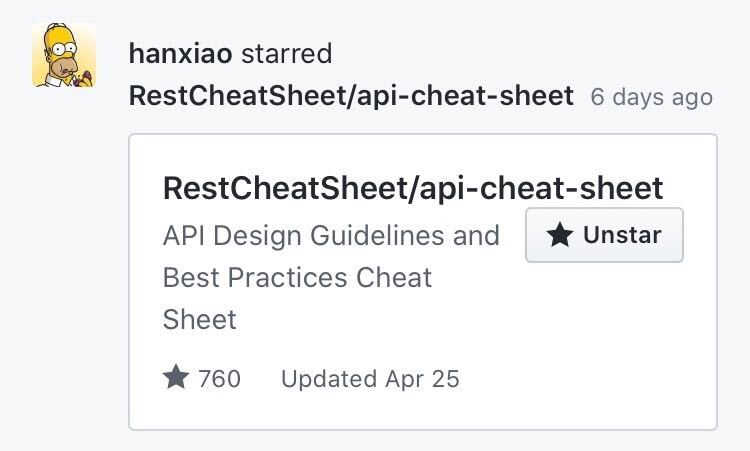 hanxiao starred
RestCheatSheet/api-cheat-sheet 6 days ago
RestCheatSheet/api-cheat-sheet
API Design Guidelines and
Best Practices Cheat
Sheet
Unstar
760 Updated Apr 25